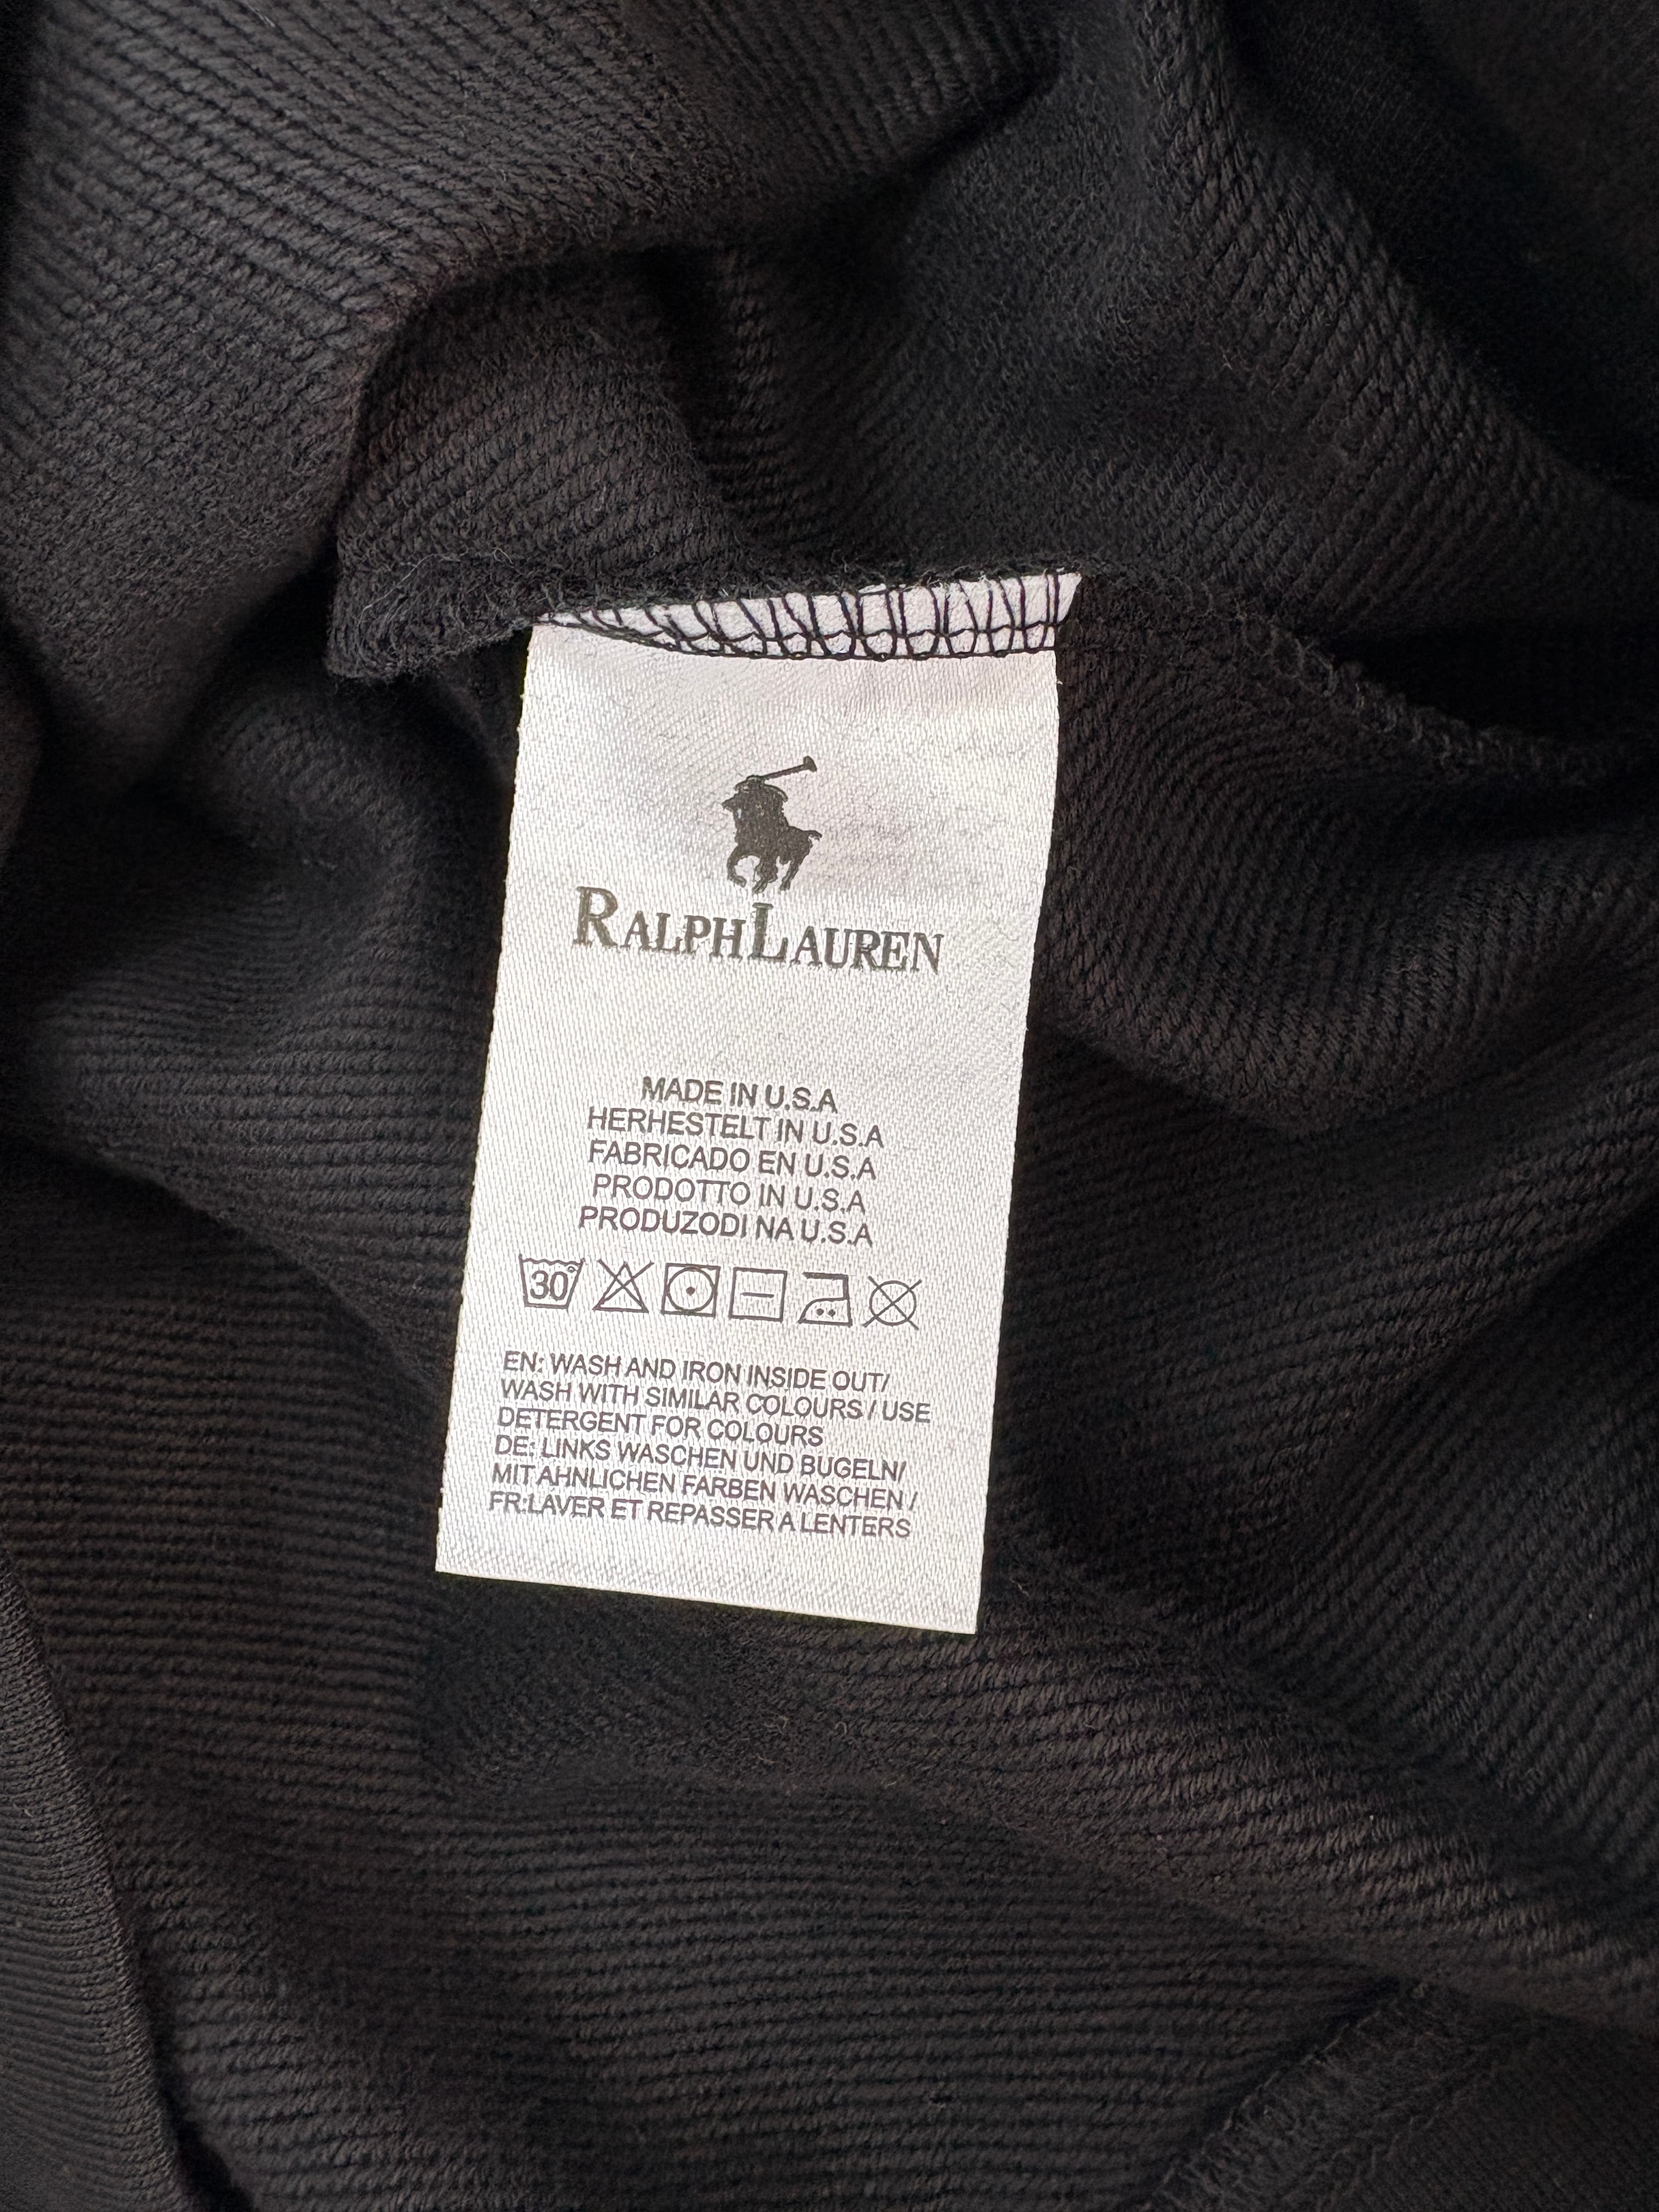 RALPH LAUREN
MADE IN U.S.A
HERHESTELT IN U.S.A
FABRICADO EN U.S.A
PRODOTTO IN U.S.A
PRODUZODI NA U.S.A
30°
EN: WASH AND IRON INSIDE OUT/
WASH WITH SIMILAR COLOURS / USE
DETERGENT FOR COLOURS
DE: LINKS WASCHEN UND BUGELN/
MIT AHNLICHEN FARBEN WASCHEN /
FR:LAVER ET REPASSER A LENTERS